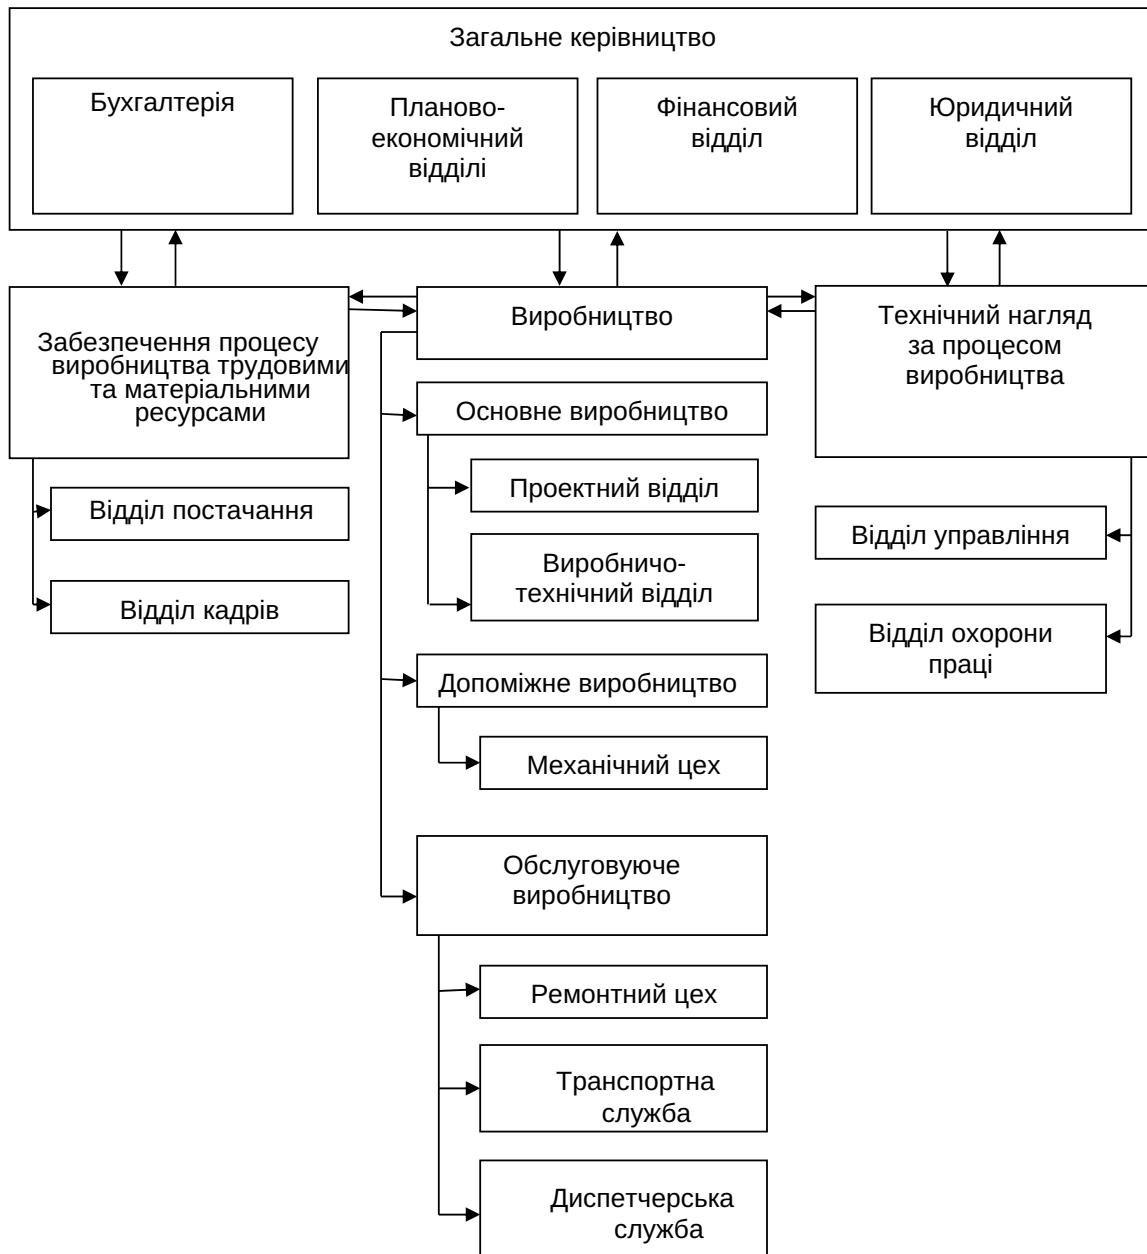 Загальне керівництво
Бухгалтерія
Планово-
економічний
відділі
Фінансовий
відділ
Юридичний
відділ
Забезпечення процесу
виробництва трудовими
та матеріальними
ресурсами
Виробництво
Технічний нагляд
за процесом
виробництва
Основне виробництво
Проектний відділ
Виробничо-
технічний відділ
Відділ постачання
Відділ кадрів
Відділ управління
Відділ охорони
праці
Допоміжне виробництво
Механічний цех
Обслуговуюче
виробництво
Ремонтний цех
Транспортна
служба
Диспетчерська
служба